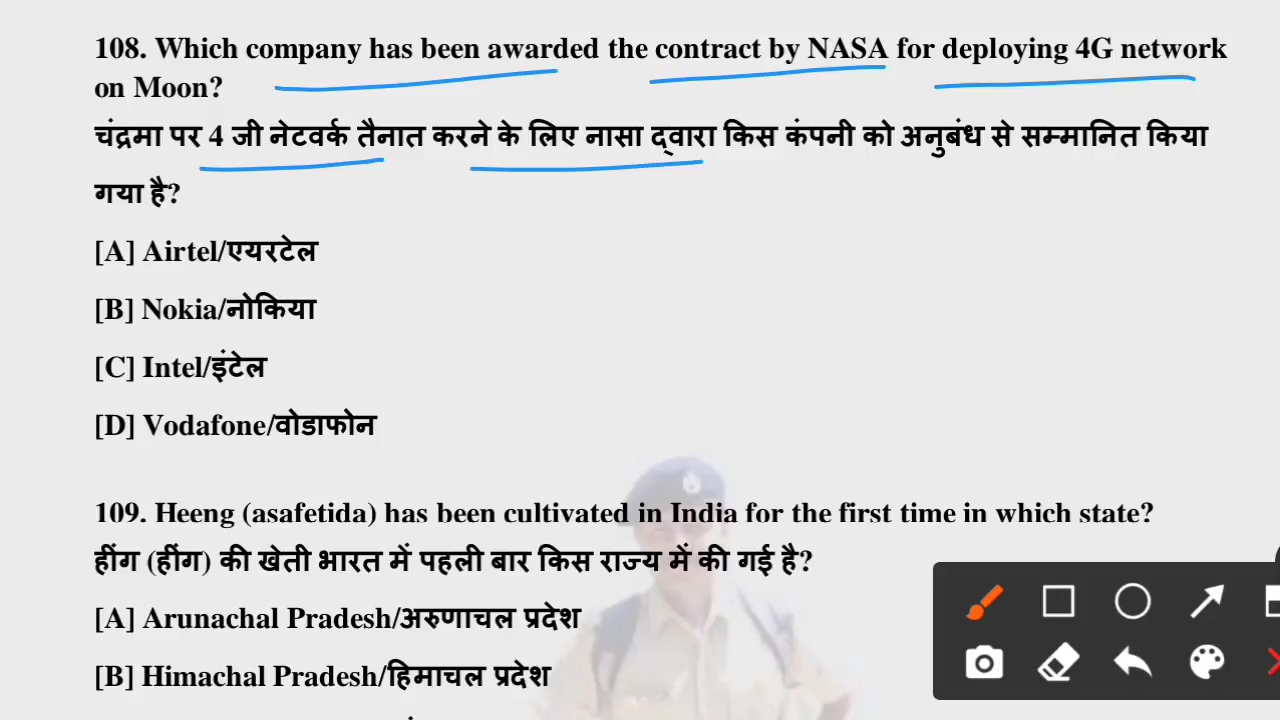 108. Which company has been awarded the contract by NASA for deploying 4G network
on Moon?
चंद्रमा पर 4 जी नेटवर्क तैनात करने के लिए नासा द्वारा किस कंपनी को अनुबंध से सम्मानित किया
गया है?
[A] Airtel/एयरटेल
[B] Nokia/नोकिया
[C] Intel/इंटेल
[D] Vodafone/वोडाफोन
109. Heeng (asafetida) has been cultivated in India for the first time in which state?
हींग (हींग) की खेती भारत में पहली बार किस राज्य में की गई है?
[A] Arunachal Pradesh/अरुणाचल प्रदेश
[B] Himachal Pradesh/हिमाचल प्रदेश